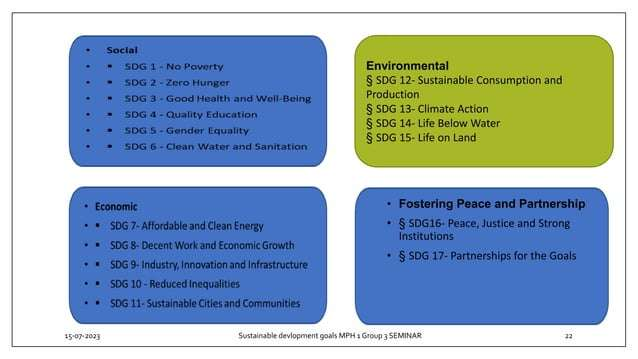 • Social
• ▪ SDG 1 - No Poverty
• ▪ SDG 2 - Zero Hunger
• ▪ SDG 3 - Good Health and Well-Being
• ▪ SDG 4 - Quality Education
• ▪ SDG 5 - Gender Equality
• ▪ SDG 6 - Clean Water and Sanitation
Environmental
§ SDG 12- Sustainable Consumption and
Production
§ SDG 13- Climate Action
§ SDG 14- Life Below Water
§ SDG 15- Life on Land
• Economic
• ▪ SDG 7- Affordable and Clean Energy
• ▪ SDG 8- Decent Work and Economic Growth
• ▪ SDG 9- Industry, Innovation and Infrastructure
• ▪ SDG 10 - Reduced Inequalities
• ▪ SDG 11- Sustainable Cities and Communities
• Fostering Peace and Partnership
• § SDG16- Peace, Justice and Strong
Institutions
• § SDG 17- Partnerships for the Goals
15-07-2023
Sustainable devlopment goals MPH 1 Group 3 SEMINAR
22